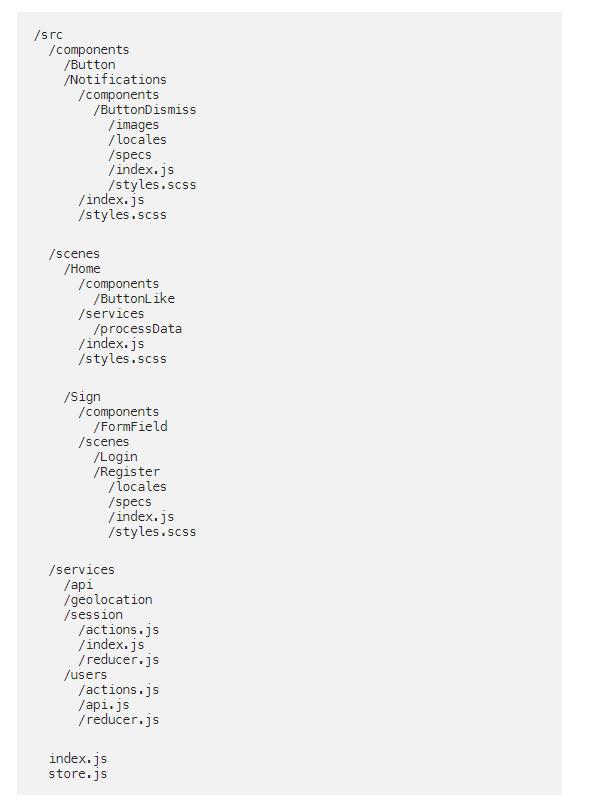 /src
  /components
    /Button
    /Notifications
      /components
        /ButtonDismiss
          /images
          /locales
          /specs
          /index.js
          /styles.scss
      /index.js
      /styles.scss
  /scenes
    /Home
      /components
        /ButtonLike
      /services
        /processData
      /index.js
      /styles.scss
    /Sign
      /components
        /FormField
      /scenes
        /Login
        /Register
          /locales
          /specs
          /index.js
          /styles.scss
  /services
    /api
    /geolocation
    /session
      /actions.js
      /index.js
      /reducer.js
    /users
      /actions.js
      /api.js
      /reducer.js
  index.js
  store.js